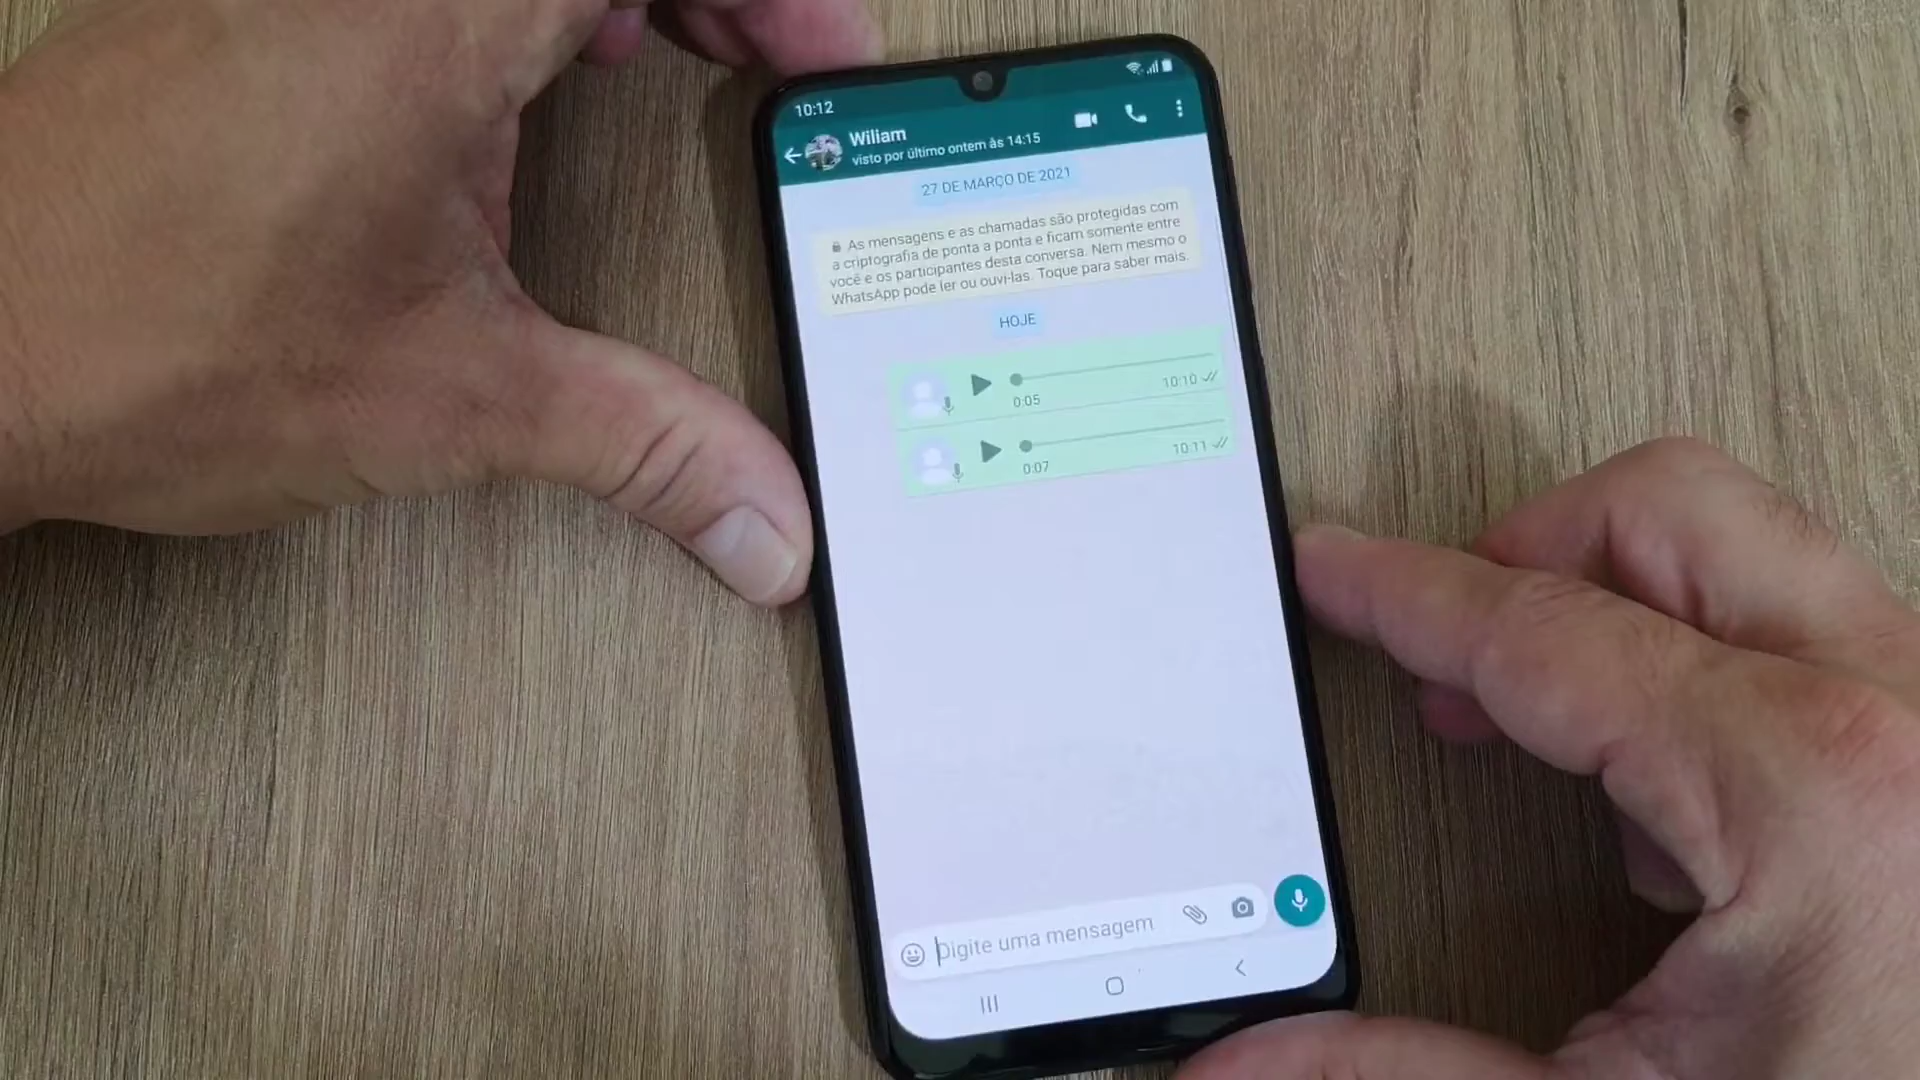 10:12
Wiliam
visto por último ontem às 14:15
27 DE MARÇO DE 2021
As mensagens e as chamadas são protegidas com
a criptografia de ponta a ponta e ficam somente entre
você e os participantes desta conversa. Nem mesmo o
WhatsApp pode ler ou ouvi-las. Toque para saber mais.
HOJE
0:05
10:10
0:07
10:11
Digite uma mensagem